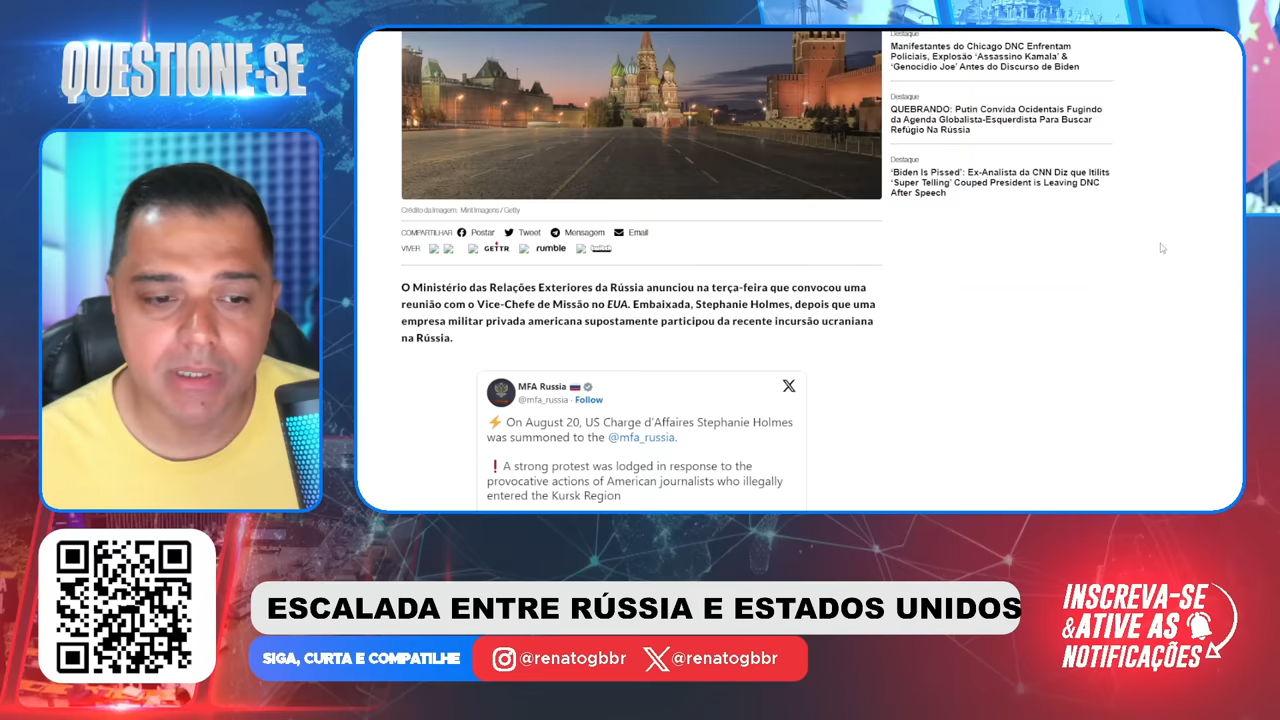 QUESTIONE-SE
Crédito da Imagem: Mint Imagens / Getty
COMPARTILHAR Postar Tweet Mensagem Email
VIVER GETTR rumble
O Ministério das Relações Exteriores da Rússia anunciou na terça-feira que convocou uma
reunião com o Vice-Chefe de Missão no EUA. Embaixada, Stephanie Holmes, depois que uma
empresa militar privada americana supostamente participou da recente incursão ucraniana
na Rússia.
MFA Russia
@mfa_russia · Follow
On August 20, US Charge d'Affaires Stephanie Holmes
was summoned to the @mfa_russia.
A strong protest was lodged in response to the
provocative actions of American journalists who illegally
entered the Kursk Region
Destaque
Manifestantes do Chicago DNC Enfrentam
Policiais, Explosão 'Assassino Kamala' &
'Genocidio Joe' Antes do Discurso de Biden
Destaque
QUEBRANDO: Putin Convida Ocidentais Fugindo
da Agenda Globalista-Esquerdista Para Buscar
Refúgio Na Rússia
Destaque
'Biden Is Pissed': Ex-Analista da CNN Diz que Itilits
'Super Telling' Couped President is Leaving DNC
After Speech
ESCALADA ENTRE RÚSSIA E ESTADOS UNIDOS
SIGA, CURTA E COMPATILHE @renatogbbr @renatogbbr
INSCREVA-SE
&ATIVE AS
NOTIFICAÇÕES